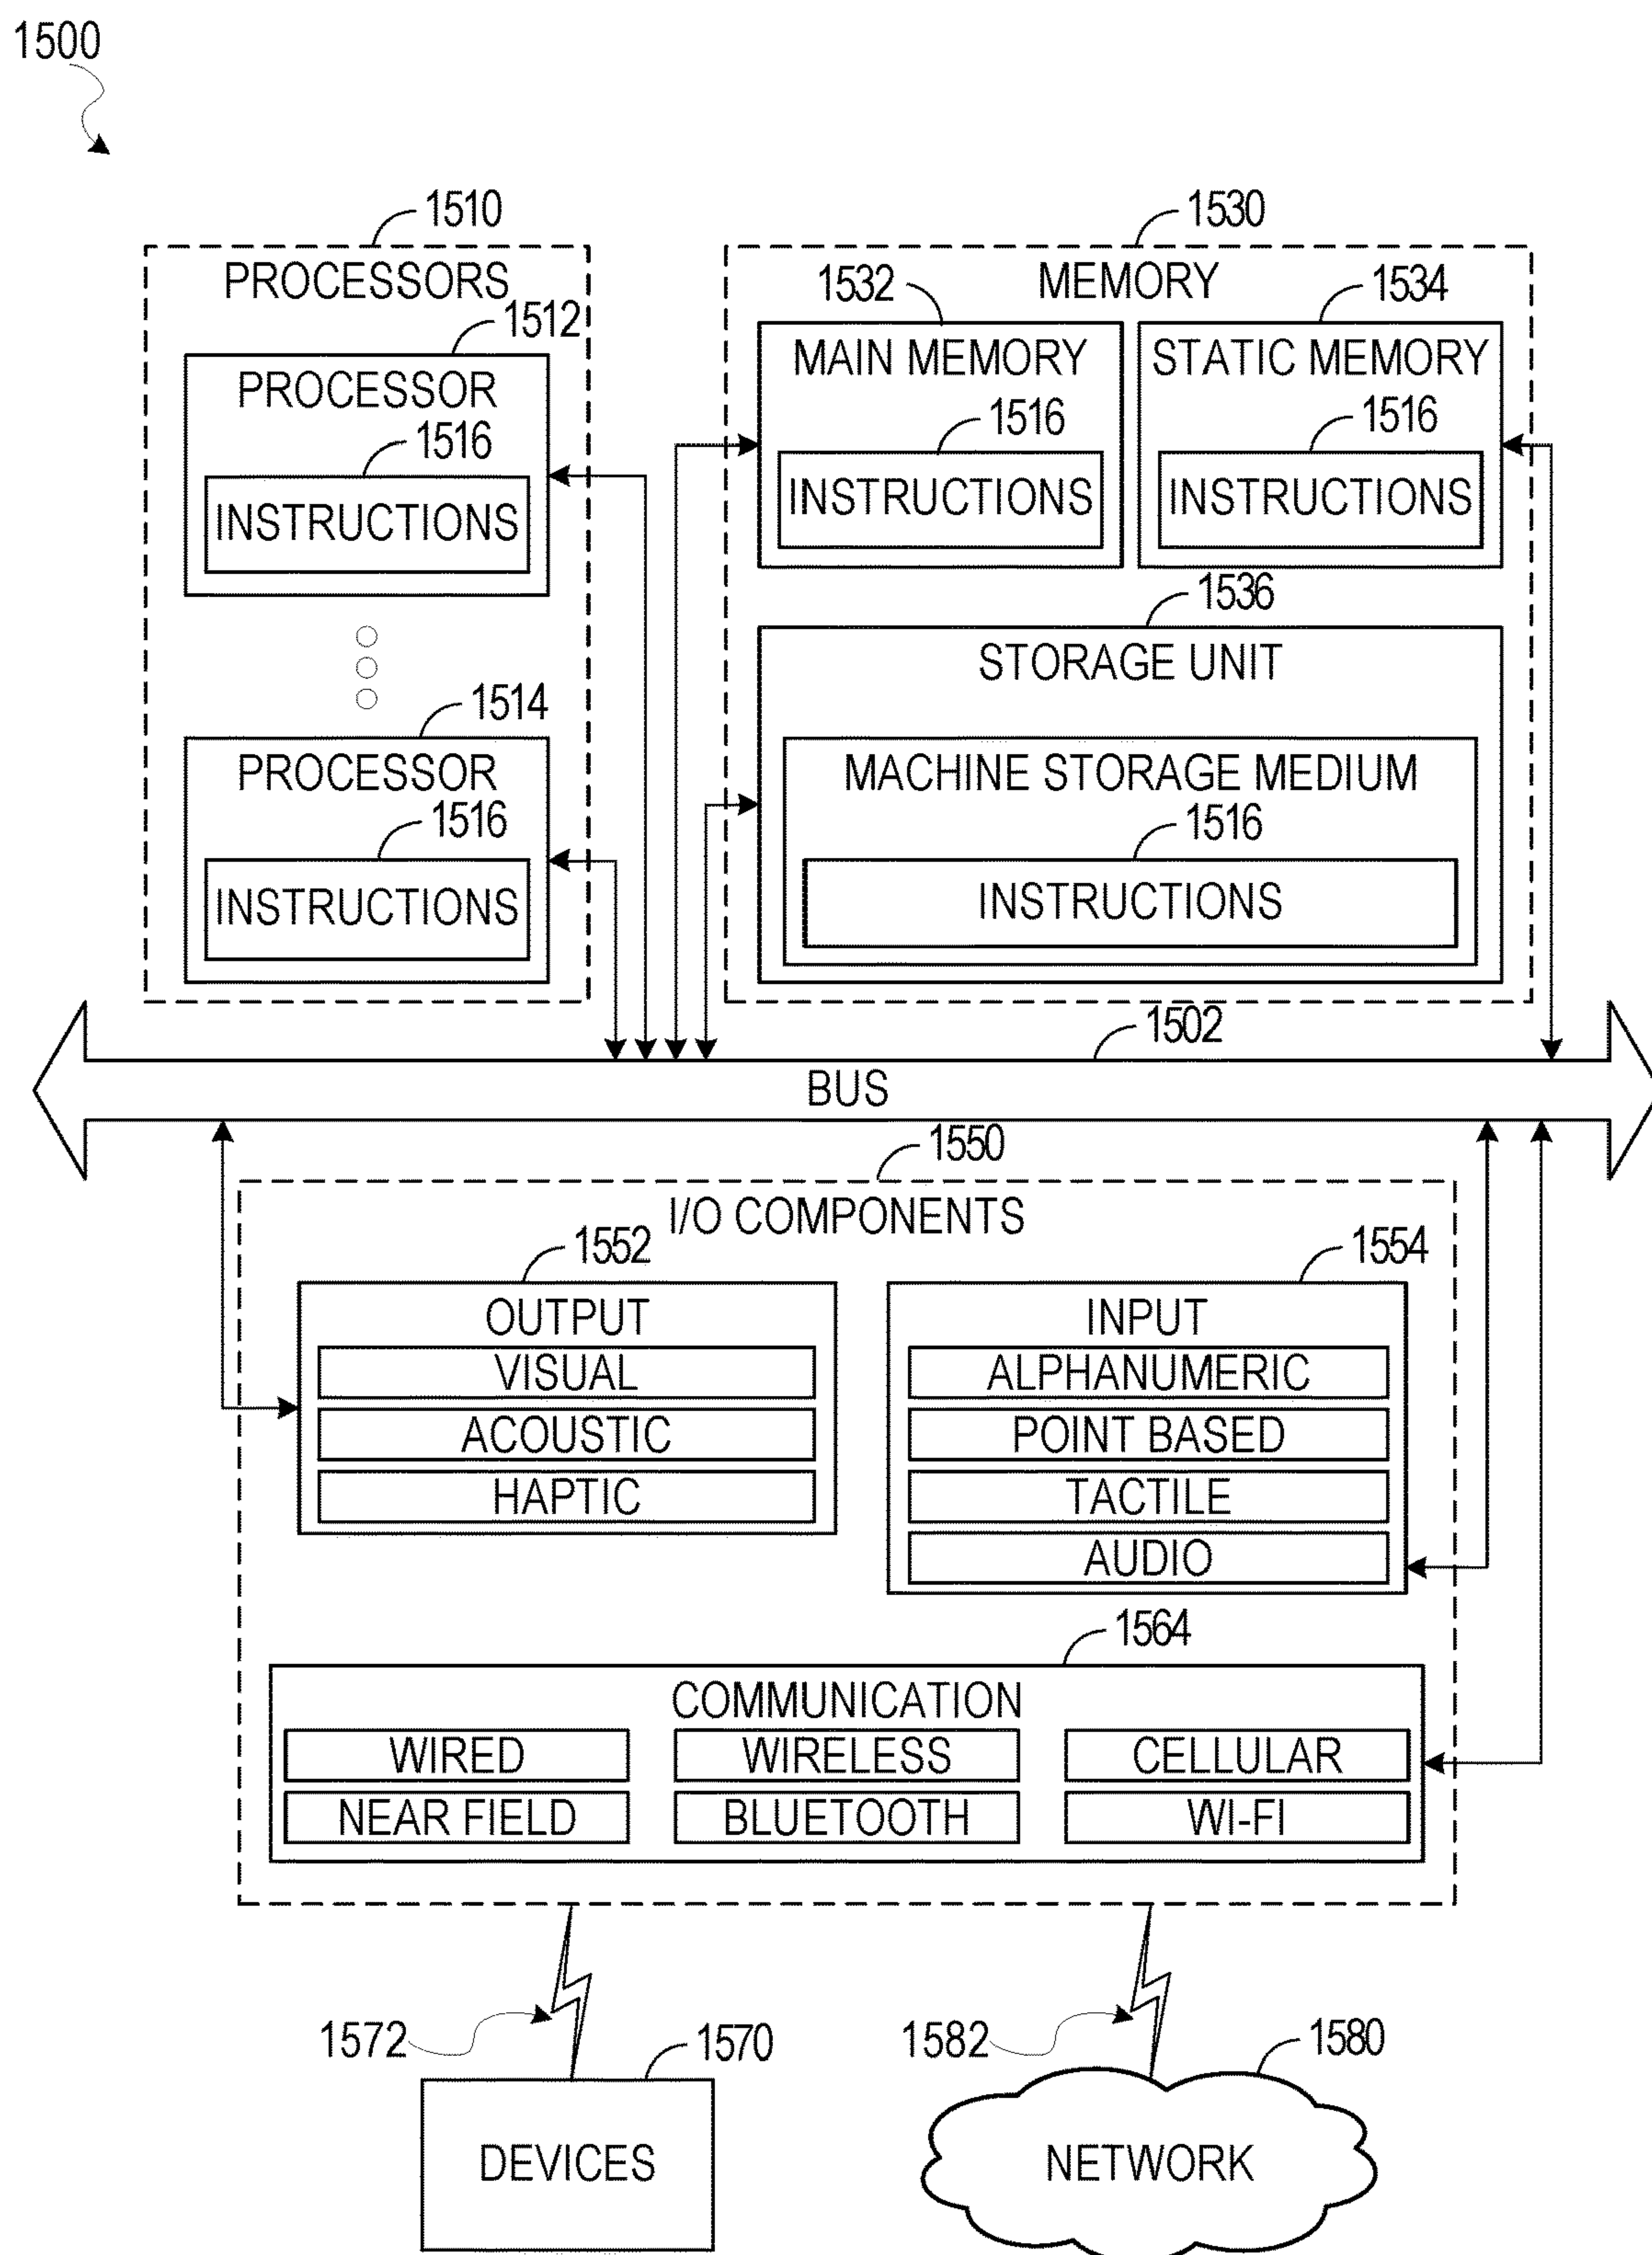 1500
1510
PROCESSORS
1512
PROCESSOR
1516
INSTRUCTIONS
1514
PROCESSOR
1516
INSTRUCTIONS
1530
MEMORY
1532
MAIN MEMORY
1516
INSTRUCTIONS
1534
STATIC MEMORY
1516
INSTRUCTIONS
1536
STORAGE UNIT
MACHINE STORAGE MEDIUM
1516
INSTRUCTIONS
1502
BUS
1550
I/O COMPONENTS
1552
OUTPUT
VISUAL
ACOUSTIC
HAPTIC
1554
INPUT
ALPHANUMERIC
POINT BASED
TACTILE
AUDIO
1564
COMMUNICATION
WIRED
WIRELESS
CELLULAR
NEAR FIELD
BLUETOOTH
WI-FI
1572
1570
DEVICES
1582
1580
NETWORK